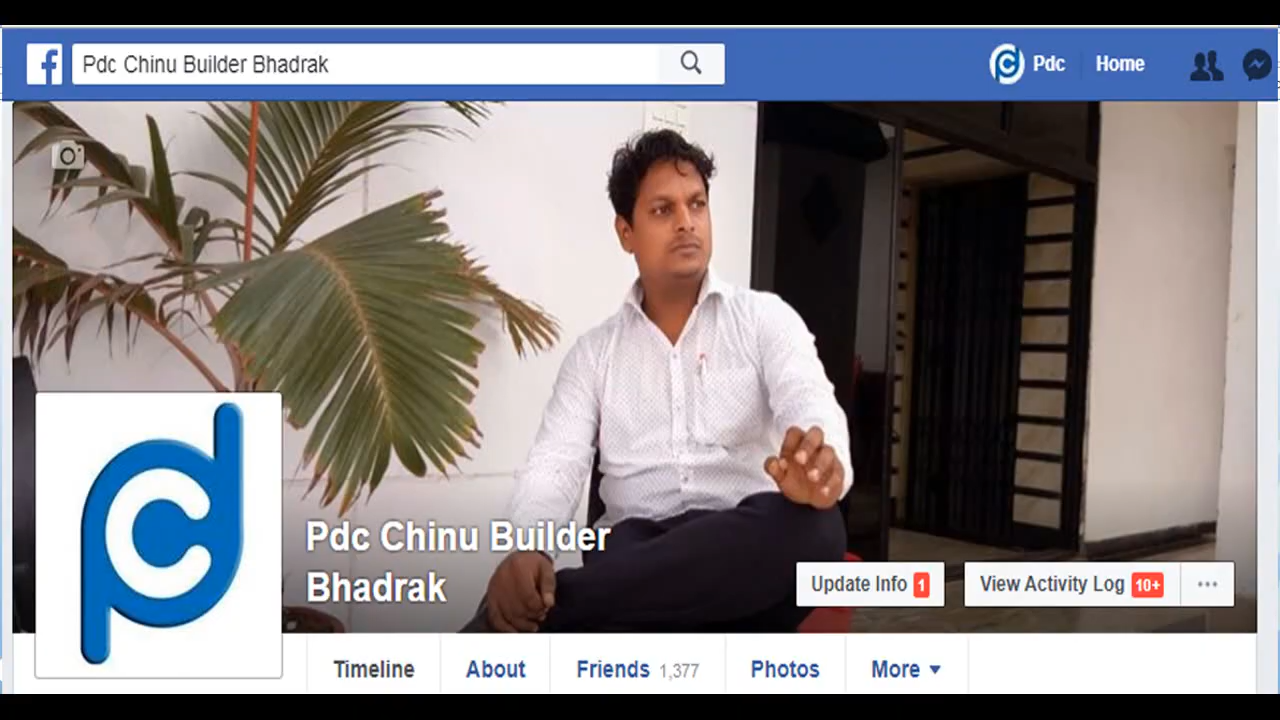 f Pdc Chinu Builder Bhadrak
Pdc Home
Pdc Chinu Builder
Bhadrak
Update Info 1 View Activity Log 10+ ...
pcd
Timeline About Friends 1,377 Photos More